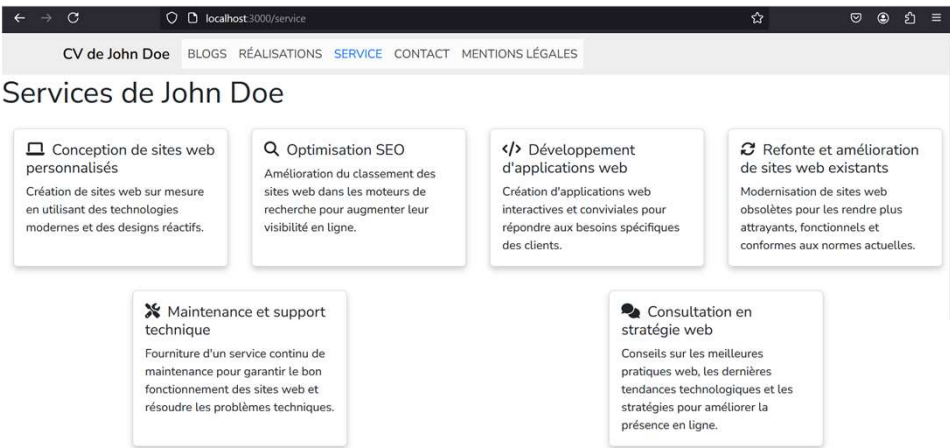 localhost:3000/service
CV de John Doe BLOGS RÉALISATIONS SERVICE CONTACT MENTIONS LÉGALES
Services de John Doe
Conception de sites web
personnalisés
Création de sites web sur mesure
en utilisant des technologies
modernes et des designs réactifs.
Optimisation SEO
Amélioration du classement des
sites web dans les moteurs de
recherche pour augmenter leur
visibilité en ligne.
Développement
d'applications web
Création d'applications web
interactives et conviviales pour
répondre aux besoins spécifiques
des clients.
Refonte et amélioration
de sites web existants
Modernisation de sites web
obsolètes pour les rendre plus
attrayants, fonctionnels et
conformes aux normes actuelles.
Maintenance et support
technique
Fourniture d'un service continu de
maintenance pour garantir le bon
fonctionnement des sites web et
résoudre les problèmes techniques.
Consultation en
stratégie web
Conseils sur les meilleures
pratiques web, les dernières
tendances technologiques et les
stratégies pour améliorer la
présence en ligne.